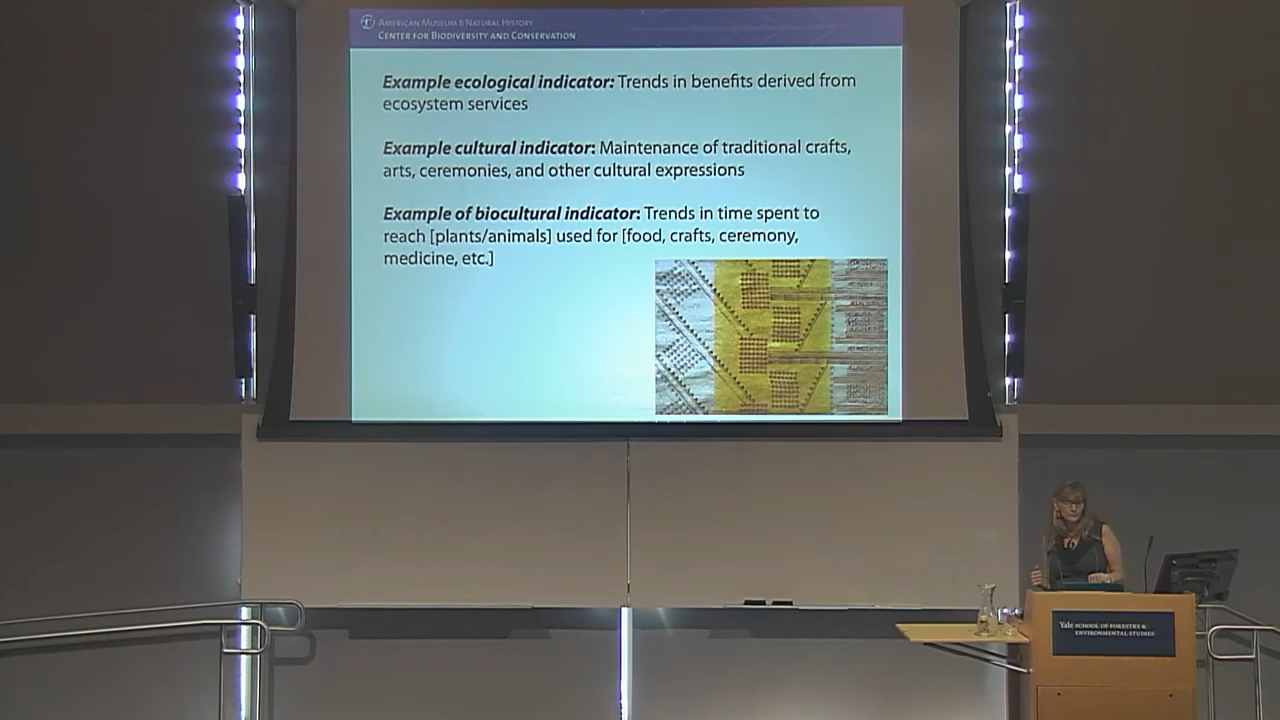 AMERICAN MUSEUM & NATURAL HISTORY
CENTER FOR BIODIVERSITY AND CONSERVATION
Example ecological indicator: Trends in benefits derived from
ecosystem services
Example cultural indicator: Maintenance of traditional crafts,
arts, ceremonies, and other cultural expressions
Example of biocultural indicator: Trends in time spent to
reach [plants/animals] used for [food, crafts, ceremony,
medicine, etc.]
Yale SCHOOL OF FORESTRY &
ENVIRONMENTAL STUDIES